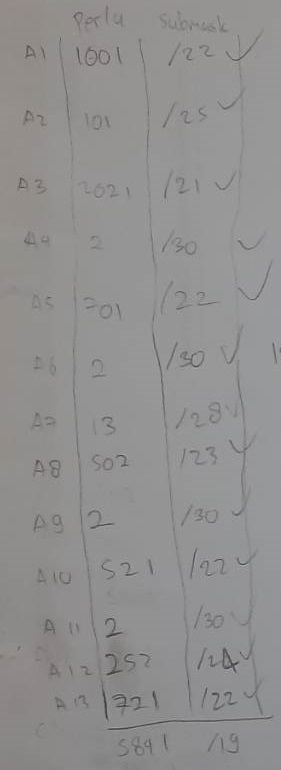 Perlu Submask
A1 1001 /22 ✓
A2 101 /25 ✓
A3 2021 /21 ✓
A4 2 /30 ✓
A5 701 /22 ✓
A6 2 /30 ✓
A7 13 /28 ✓
A8 502 /23 ✓
A9 2 /30 ✓
A10 521 /22 ✓
A11 2 /30 ✓
A12 252 /24 ✓
A13 721 /22 ✓
5841 /19